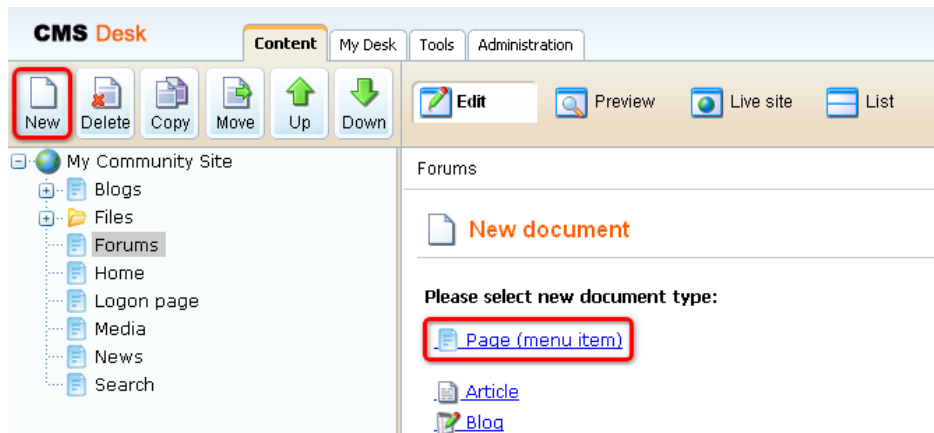 CMS Desk
Content My Desk Tools Administration
New Delete Copy Move Up Down Edit Preview Live site List
My Community Site
Blogs
Files
Forums
Home
Logon page
Media
News
Search
Forums
New document
Please select new document type:
Page (menu item)
Article
Blog